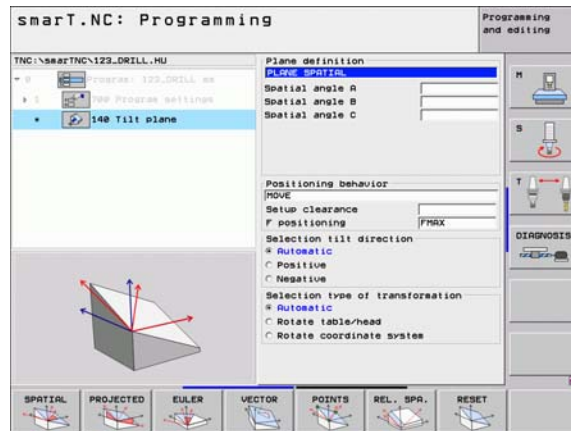 smarT.NC: Programming
Programming and editing
TNC:\smarTNC\123_DRILL.HU
0 Program: 123_DRILL mm
1 700 Program settings
140 Tilt plane
Plane definition
PLANE SPATIAL
Spatial angle A
Spatial angle B
Spatial angle C
Positioning behavior
MOVE
Setup clearance
F positioning FMAX
Selection tilt direction
Automatic
Positive
Negative
Selection type of transformation
Automatic
Rotate table/head
Rotate coordinate system
M
S
T
DIAGNOSIS
SPATIAL
PROJECTED
EULER
VECTOR
POINTS
REL. SPA.
RESET